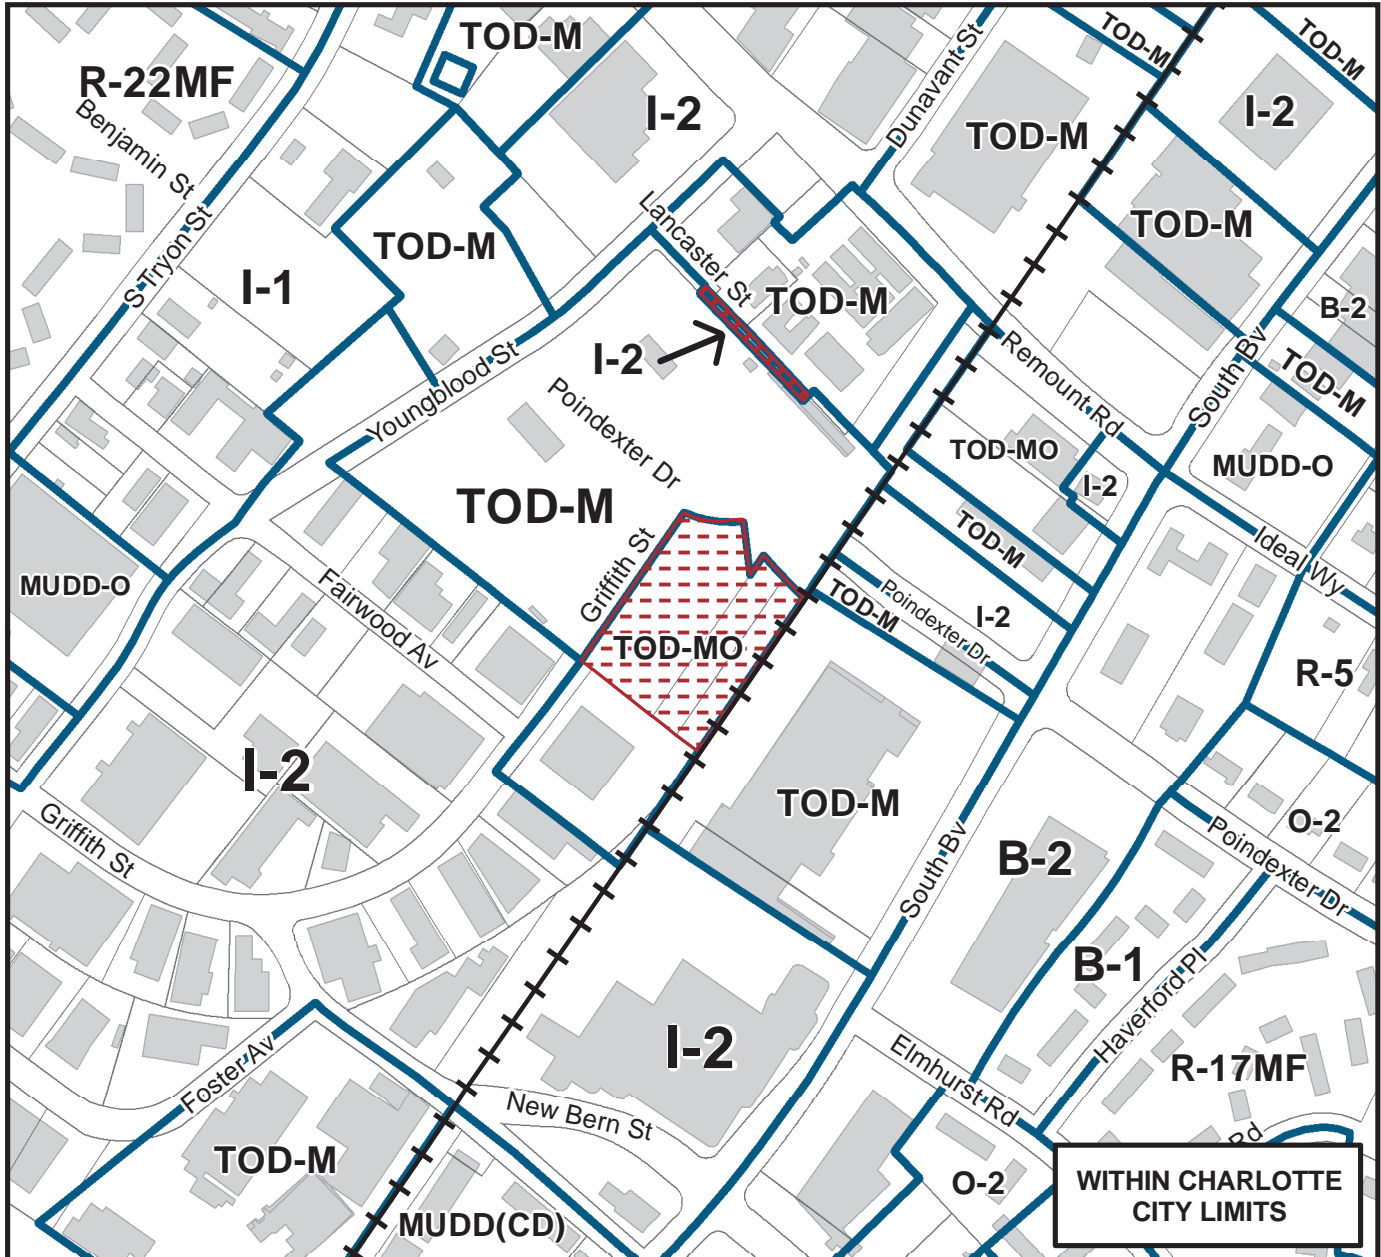 TOD-M
TOD-M
TOD-M
R-22MF
I-2
I-2
Benjamin St
Dunavant St
TOD-M
S Tryon St
Lancaster St
TOD-M
TOD-M
I-1
TOD-M
B-2
I-2
Remount Rd
South Bv
TOD-M
Youngblood St
Poindexter Dr
TOD-MO
MUDD-O
I-2
TOD-M
TOD-M
Ideal Wy
Griffith St
MUDD-O
Fairwood Av
TOD-M
Poindexter Dr
I-2
TOD-MO
R-5
I-2
TOD-M
O-2
Griffith St
South Bv
B-2
Poindexter Dr
B-1
Haverford Pl
I-2
Elmhurst Rd
R-17MF
Foster Av
New Bern St
Rd
TOD-M
O-2
MUDD(CD)
WITHIN CHARLOTTE
CITY LIMITS